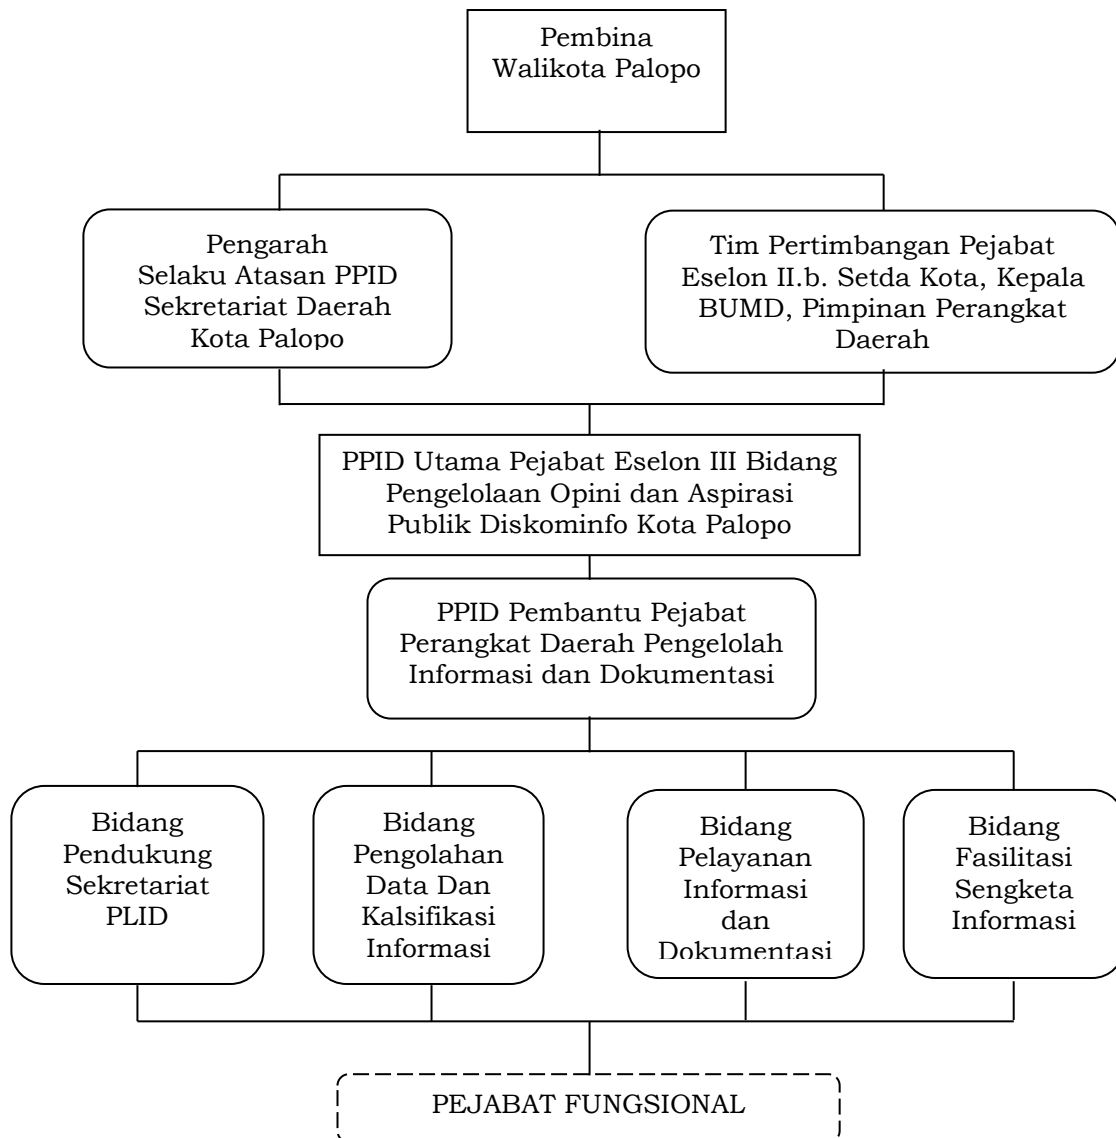 Pembina
Walikota Palopo
Pengarah
Selaku Atasan PPID
Sekretariat Daerah
Kota Palopo
Tim Pertimbangan Pejabat
Eselon II.b. Setda Kota, Kepala
BUMD, Pimpinan Perangkat
Daerah
PPID Utama Pejabat Eselon III Bidang
Pengelolaan Opini dan Aspirasi
Publik Diskominfo Kota Palopo
PPID Pembantu Pejabat
Perangkat Daerah Pengelolah
Informasi dan Dokumentasi
Bidang
Pendukung
Sekretariat
PLID
Bidang
Pengolahan
Data Dan
Kalsifikasi
Informasi
Bidang
Pelayanan
Informasi
dan
Dokumentasi
Bidang
Fasilitasi
Sengketa
Informasi
PEJABAT FUNGSIONAL